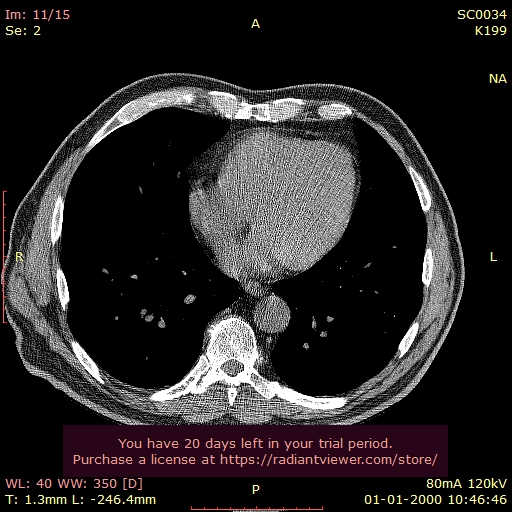 Im: 11/15
SC0034
Se: 2
A
K199
NA
R
L
You have 20 days left in your trial period.
Purchase a license at https://radiantviewer.com/store/
WL: 40 WW: 350 [D]
P
80mA 120kV
T: 1.3mm L: -246.4mm
01-01-2000 10:46:46